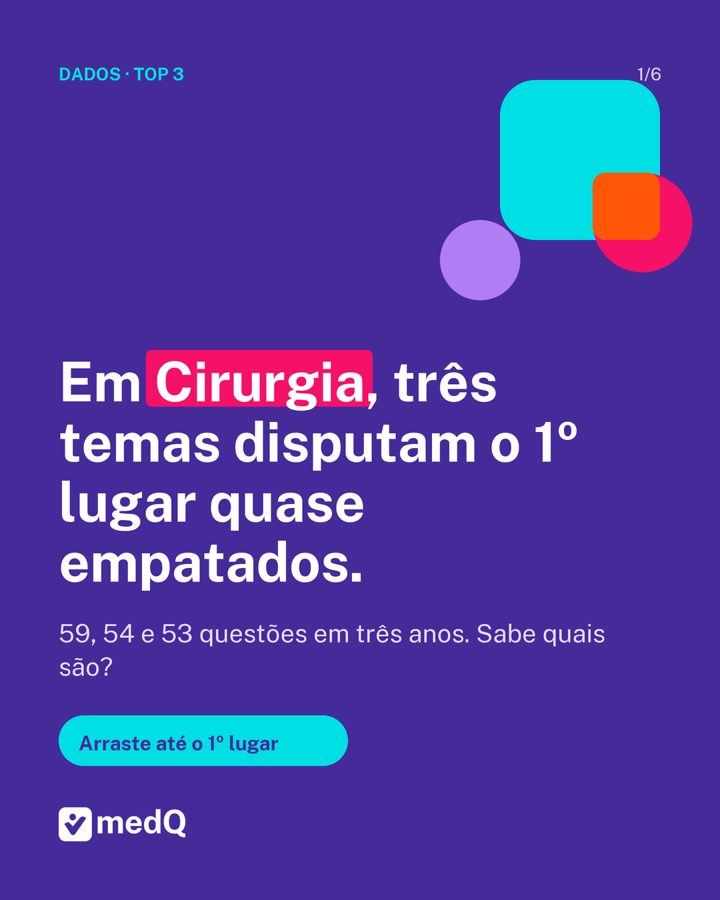 DADOS · TOP 3
1/6
Em Cirurgia, três
temas disputam o 1º
lugar quase
empatados.
59, 54 e 53 questões em três anos. Sabe quais
são?
Arraste até o 1º lugar
medQ